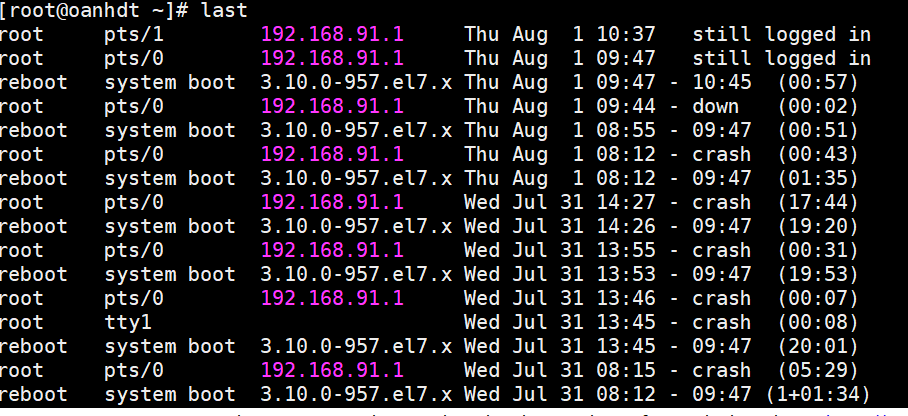 [root@oanhdt ~]# last
root     pts/1        192.168.91.1     Thu Aug  1 10:37   still logged in
root     pts/0        192.168.91.1     Thu Aug  1 09:47   still logged in
reboot   system boot  3.10.0-957.el7.x Thu Aug  1 09:47 - 10:45  (00:57)
root     pts/0        192.168.91.1     Thu Aug  1 09:44 - down   (00:02)
reboot   system boot  3.10.0-957.el7.x Thu Aug  1 08:55 - 09:47  (00:51)
root     pts/0        192.168.91.1     Thu Aug  1 08:12 - crash  (00:43)
reboot   system boot  3.10.0-957.el7.x Thu Aug  1 08:12 - 09:47  (01:35)
root     pts/0        192.168.91.1     Wed Jul 31 14:27 - crash  (17:44)
reboot   system boot  3.10.0-957.el7.x Wed Jul 31 14:26 - 09:47  (19:20)
root     pts/0        192.168.91.1     Wed Jul 31 13:55 - crash  (00:31)
reboot   system boot  3.10.0-957.el7.x Wed Jul 31 13:53 - 09:47  (19:53)
root     pts/0        192.168.91.1     Wed Jul 31 13:46 - crash  (00:07)
root     tty1                          Wed Jul 31 13:45 - crash  (00:08)
reboot   system boot  3.10.0-957.el7.x Wed Jul 31 13:45 - 09:47  (20:01)
root     pts/0        192.168.91.1     Wed Jul 31 08:15 - crash  (05:29)
reboot   system boot  3.10.0-957.el7.x Wed Jul 31 08:12 - 09:47 (1+01:34)